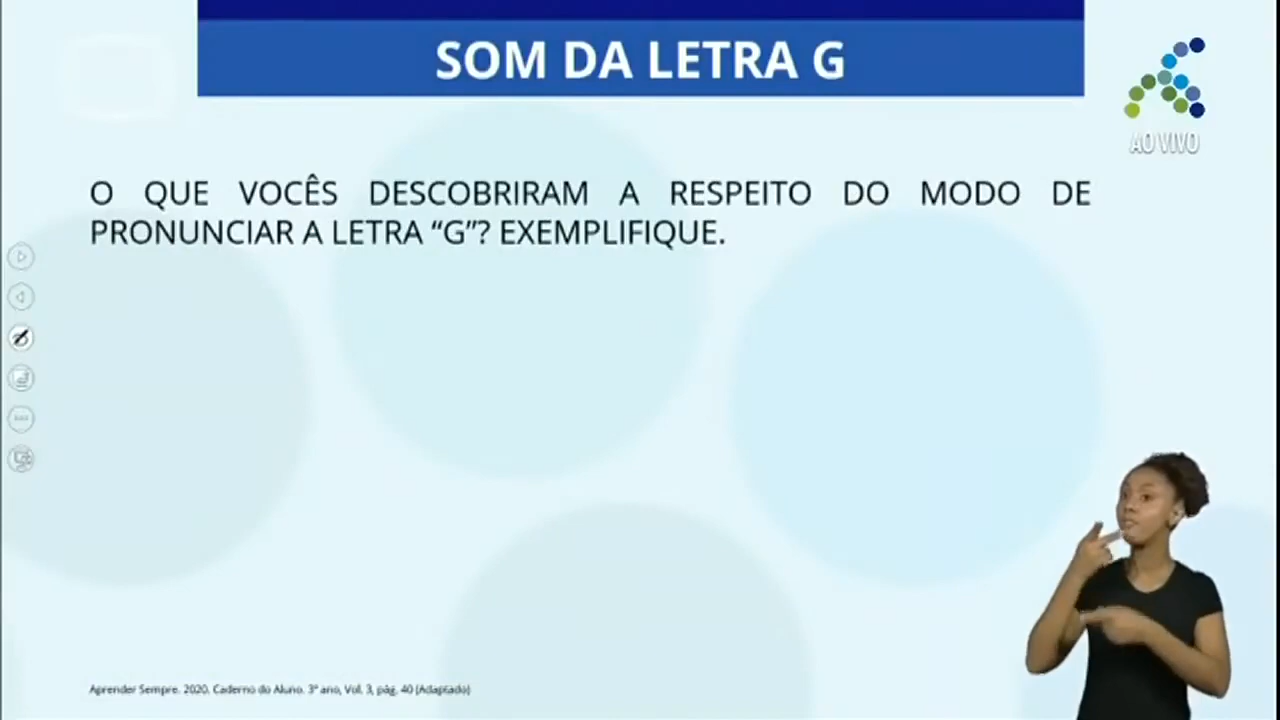 SOM DA LETRA G
AO VIVO
O QUE VOCÊS DESCOBRIRAM A RESPEITO DO MODO DE
PRONUNCIAR A LETRA “G”? EXEMPLIFIQUE.
Aprender Sempre. 2020. Caderno do Aluno. 3º ano, Vol. 3, pág. 40 (Adaptado)